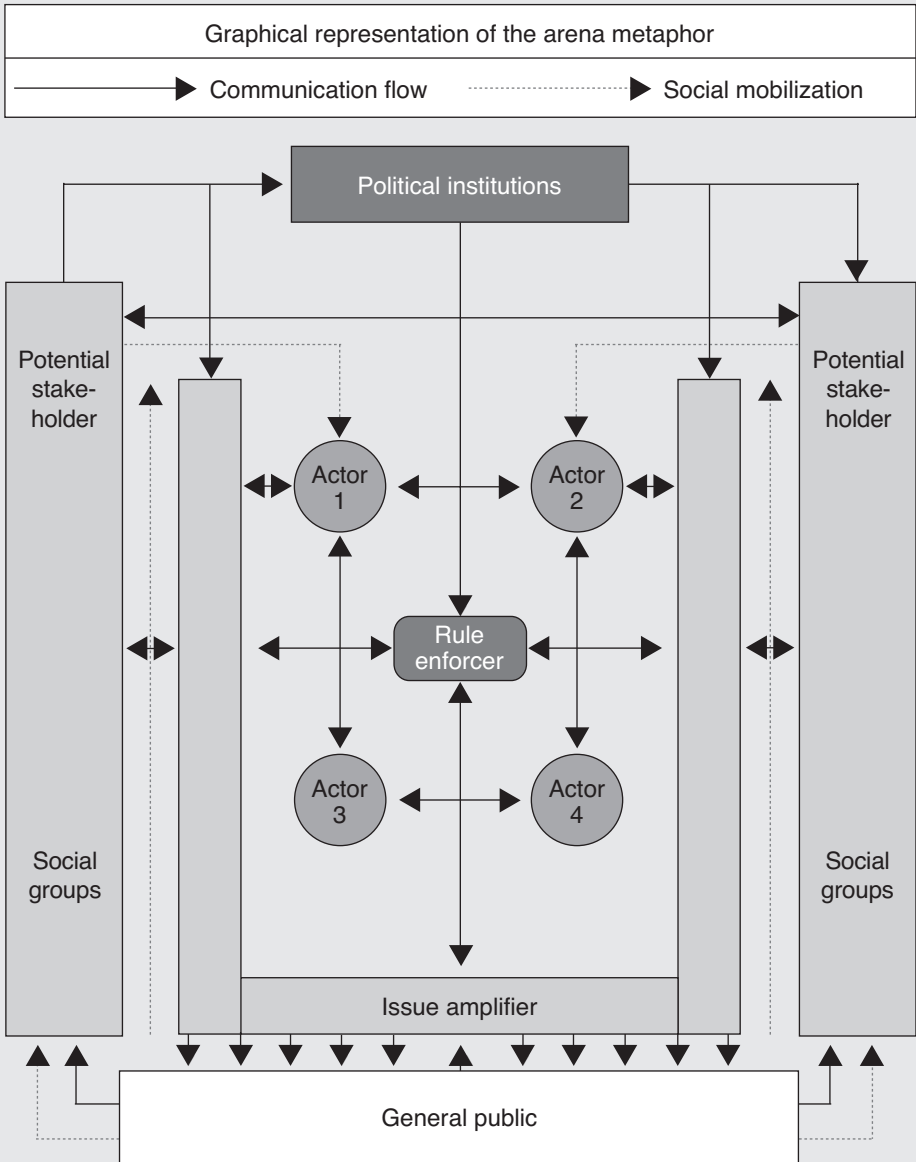 Graphical representation of the arena metaphor
Communication flow
Social mobilization
Political institutions
Potential
stake-
holder
Potential
stake-
holder
Actor
1
Actor
2
Rule
enforcer
Actor
3
Actor
4
Social
groups
Social
groups
Issue amplifier
General public